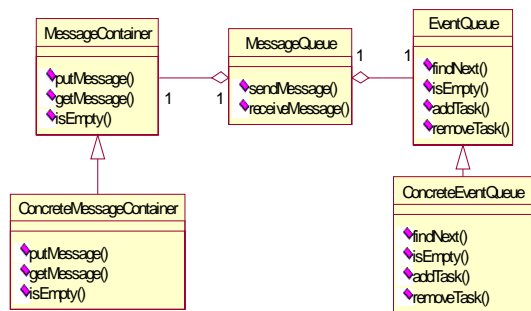 MessageContainer
putMessage()
getMessage()
isEmpty()
1
1
MessageQueue
sendMessage()
receiveMessage()
1
1
EventQueue
findNext()
isEmpty()
addTask()
removeTask()
ConcreteMessageContainer
putMessage()
getMessage()
isEmpty()
ConcreteEventQueue
findNext()
isEmpty()
addTask()
removeTask()